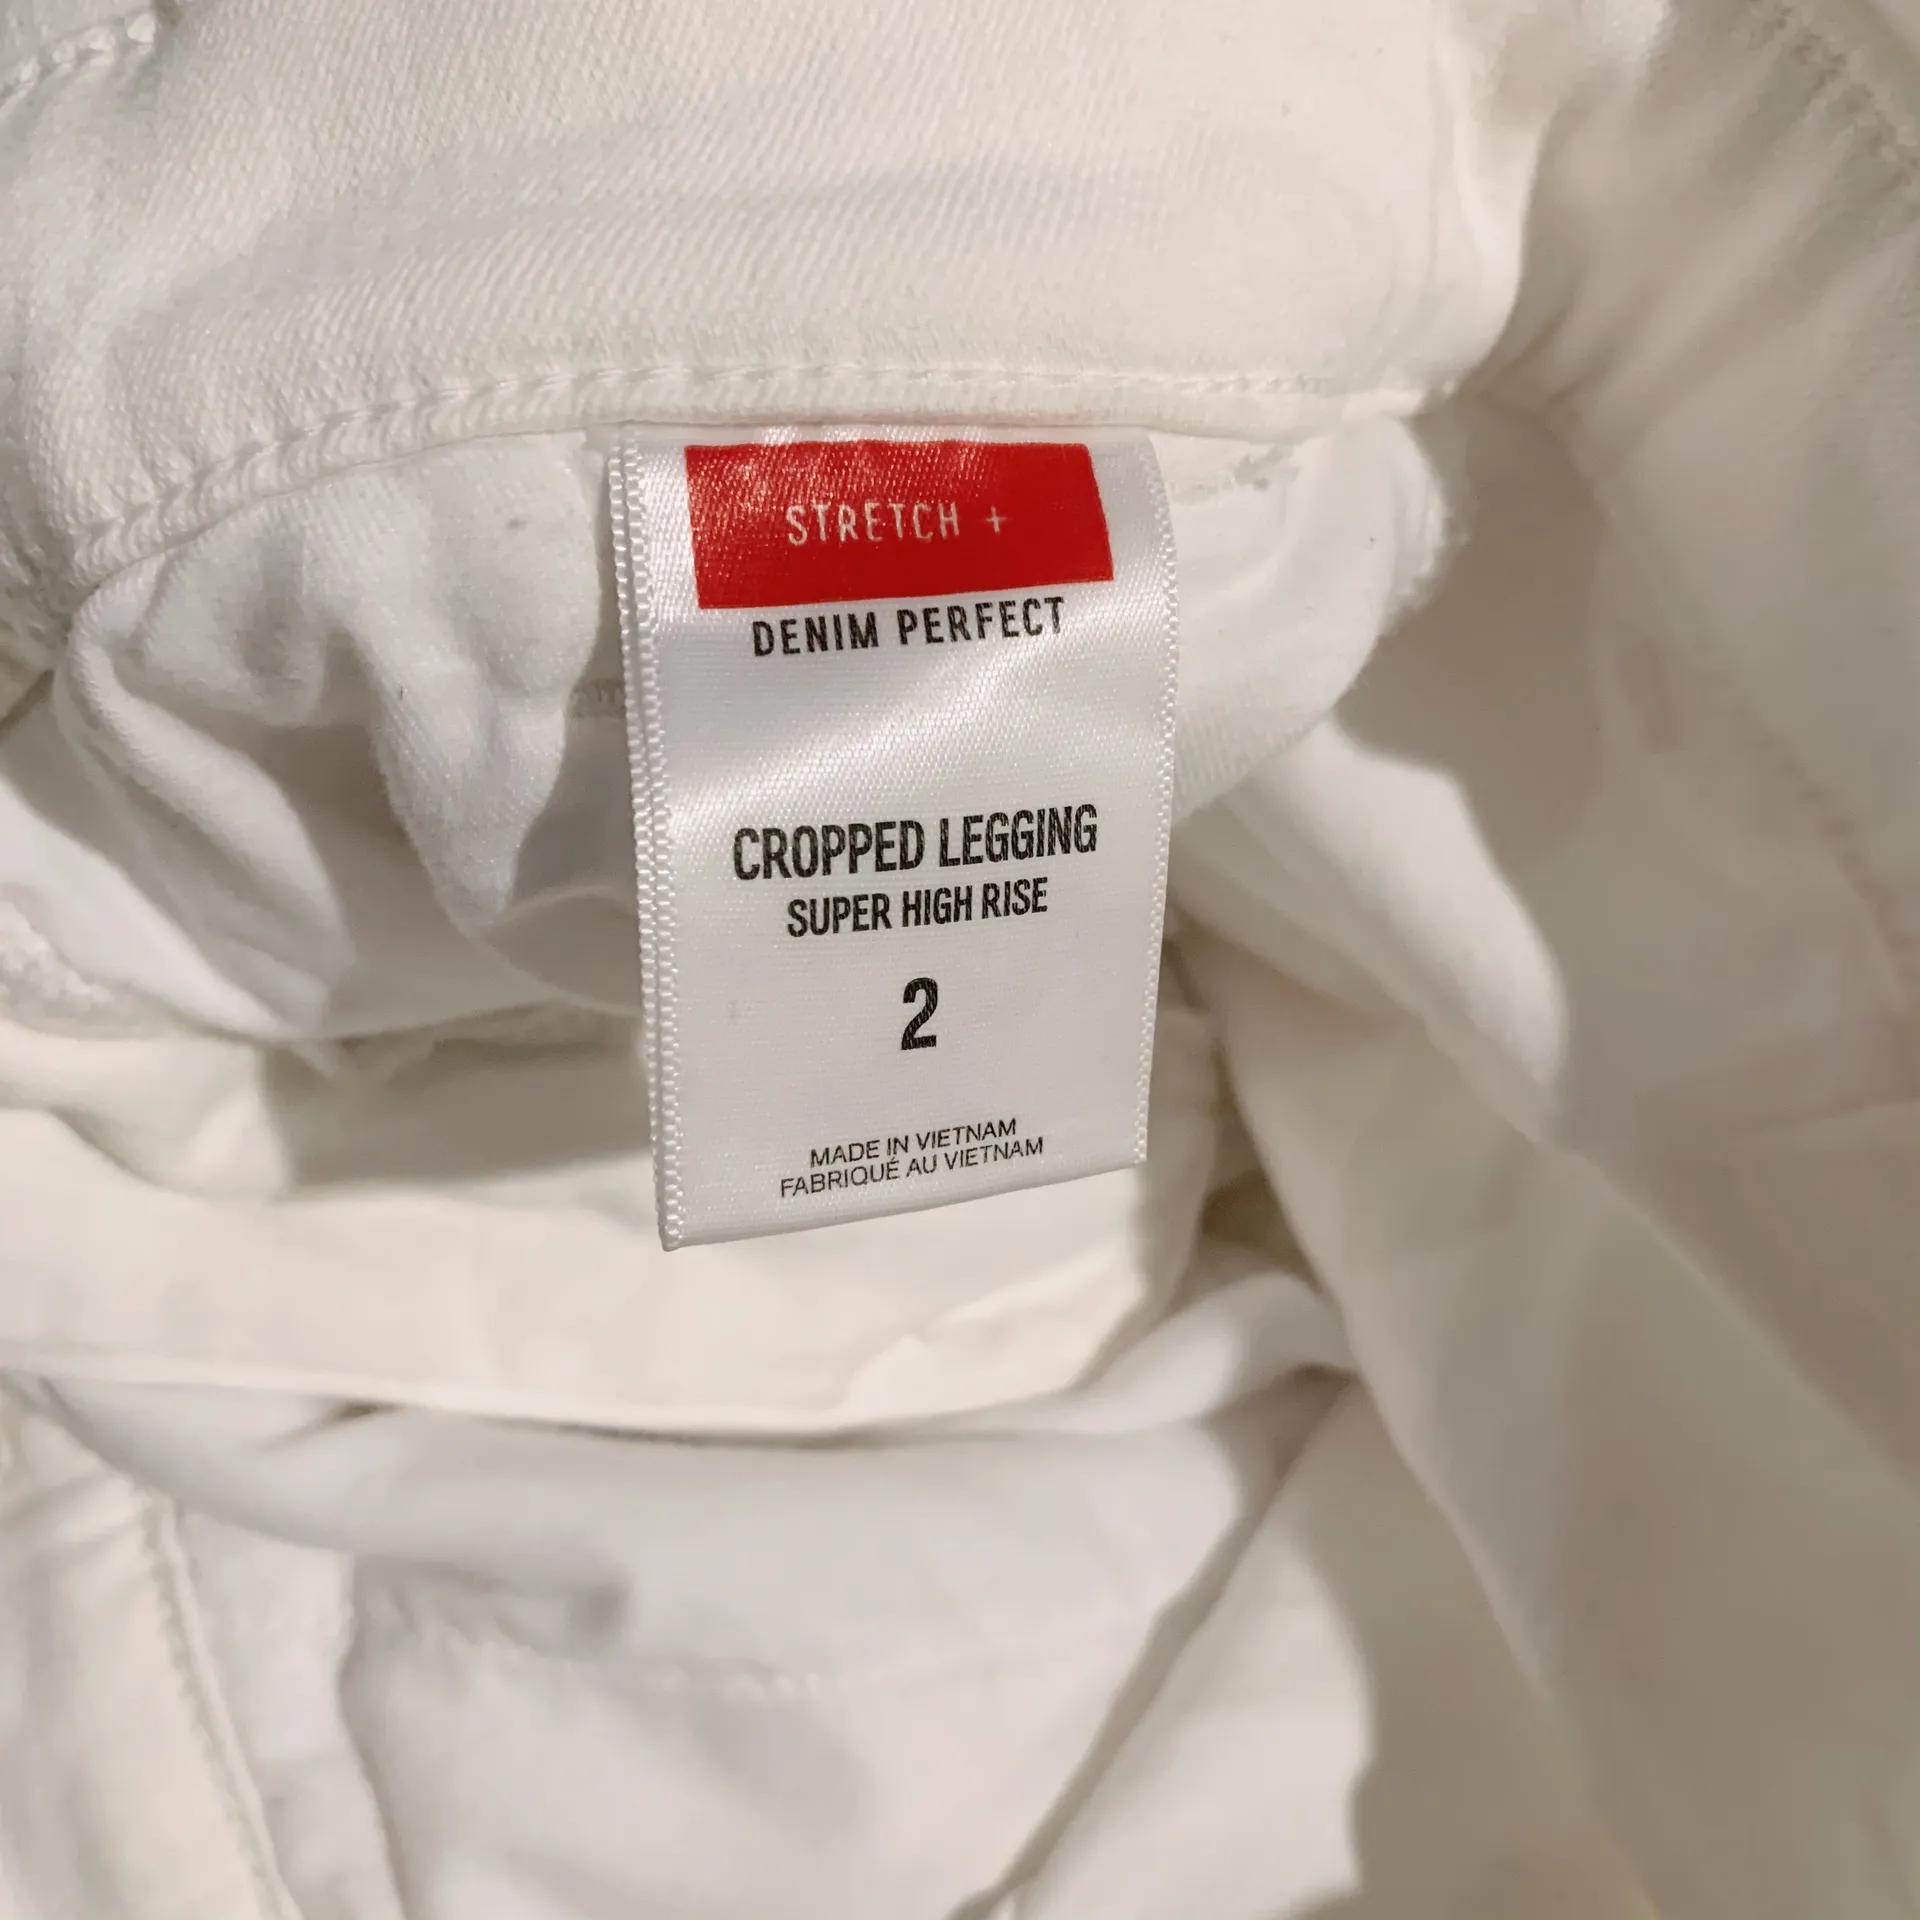 STRETCH +
DENIM PERFECT
CROPPED LEGGING
SUPER HIGH RISE
2
MADE IN VIETNAM
FABRIQUÉ AU VIETNAM